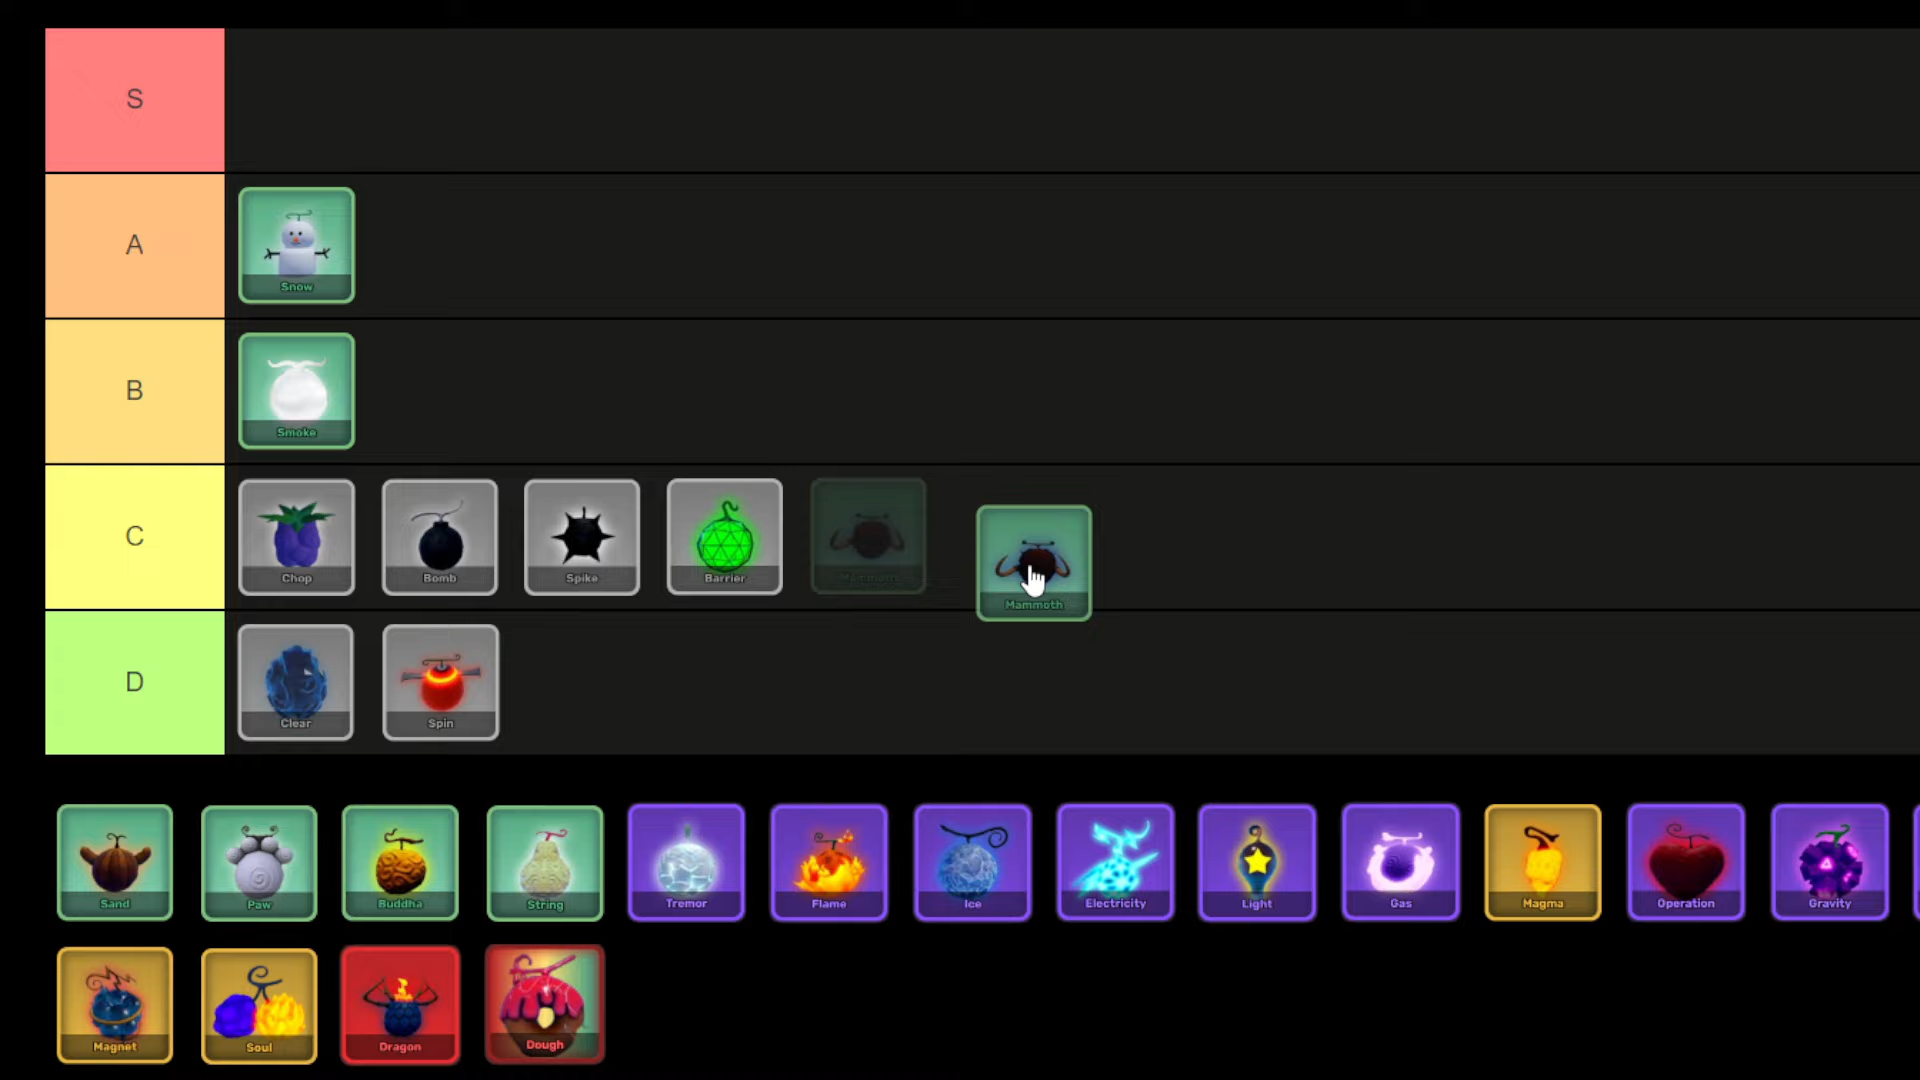 S
A
Snow
B
Smoke
C
Chop Bomb Spike Barrier Mammoth Mammoth
D
Clear Spin
Sand Paw Buddha String Tremor Flame Ice Electricity Light Gas Magma Operation Gravity
Magnet Soul Dragon Dough